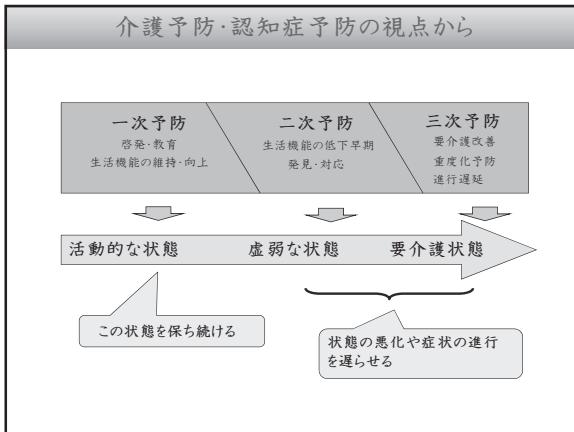 介護予防・認知症予防の視点から
一次予防
啓発・教育
生活機能の維持・向上
二次予防
生活機能の低下早期
発見・対応
三次予防
要介護改善
重度化予防
進行遅延
活動的な状態
虚弱な状態
要介護状態
この状態を保ち続ける
状態の悪化や症状の進行
を遅らせる